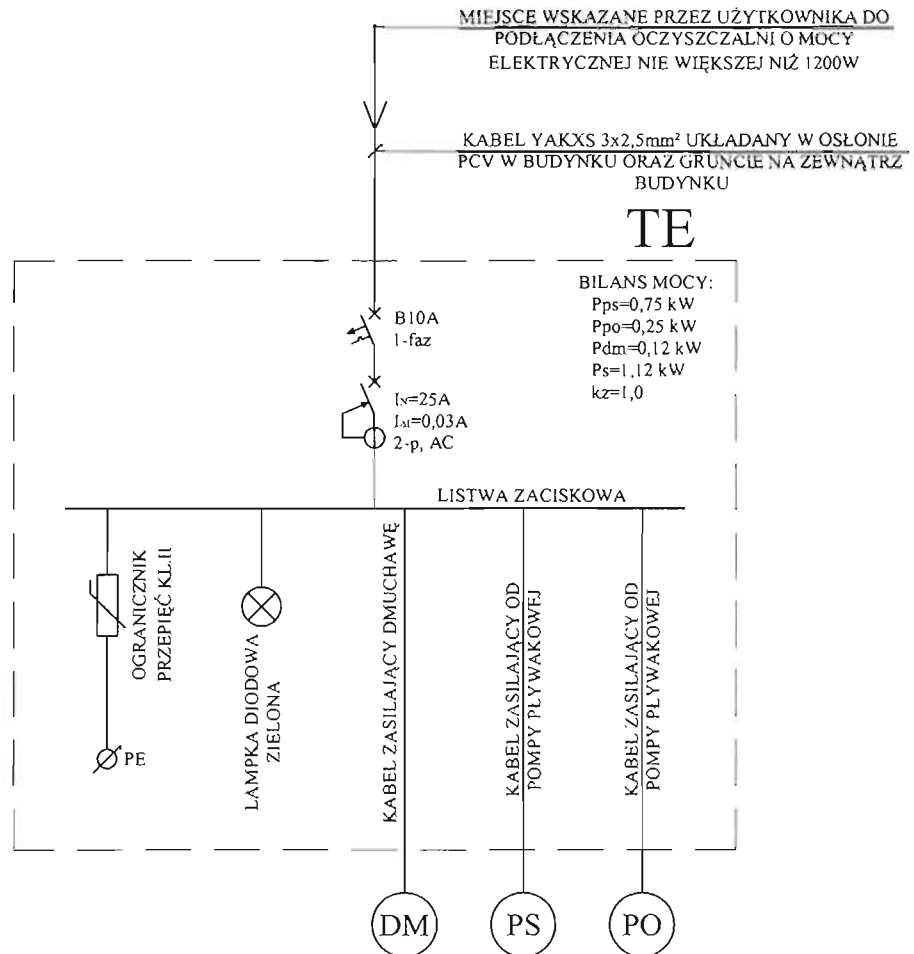 MIEJSCE WSKAZANE PRZEZ UŻYTKOWNIKA DO
PODŁĄCZENIA OCZYSZCZALNI O MOCY
ELEKTRYCZNEJ NIE WIĘKSZEJ NIŻ 1200W
KABEL YAKXS 3x2,5mm² UKŁADANY W OSŁONIE
PCV W BUDYNKU ORAZ GRUNCIE NA ZEWNĄTRZ
BUDYNKU
TE
BILANS MOCY:
Pps=0,75 kW
Ppo=0,25 kW
Pdm=0,12 kW
Ps=1,12 kW
kz=1,0
B10A
1-faz
IN=25A
IΔI=0,03A
2-p, AC
LISTWA ZACISKOWA
OGRANICZNIK
PRZEPIĘĆ KL.II
PE
LAMPKA DIODOWA
ZIELONA
KABEL ZASILAJĄCY DMUCHAWĘ
KABEL ZASILAJĄCY OD
POMPY PŁYWAKOWEJ
KABEL ZASILAJĄCY OD
POMPY PŁYWAKOWEJ
DM
PS
PO